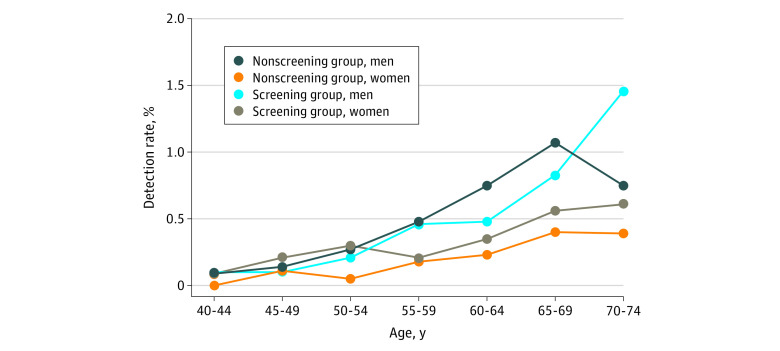 2.0
1.5
1.0
0.5
0
Detection rate, %
Nonscreening group, men
Nonscreening group, women
Screening group, men
Screening group, women
40-44 45-49 50-54 55-59 60-64 65-69 70-74
Age, y